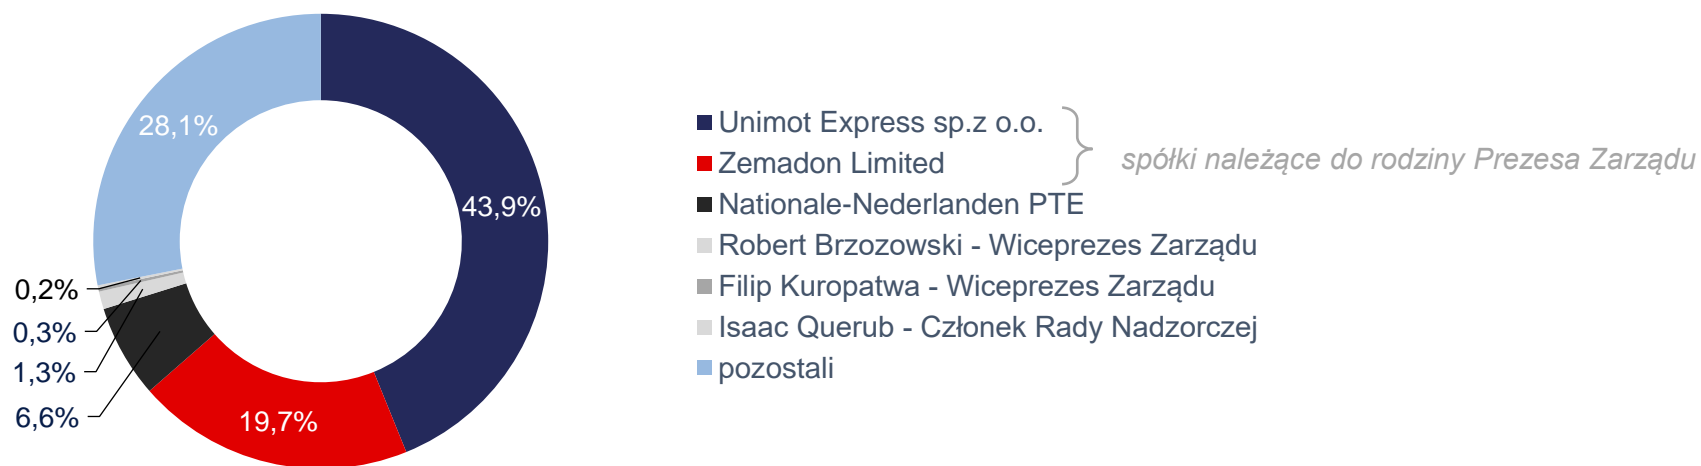 28,1%
43,9%
19,7%
0,2%
0,3%
1,3%
6,6%
Unimot Express sp.z o.o.
Zemadon Limited
spółki należące do rodziny Prezesa Zarządu
Nationale-Nederlanden PTE
Robert Brzozowski - Wiceprezes Zarządu
Filip Kuropatwa - Wiceprezes Zarządu
Isaac Querub - Członek Rady Nadzorczej
pozostali